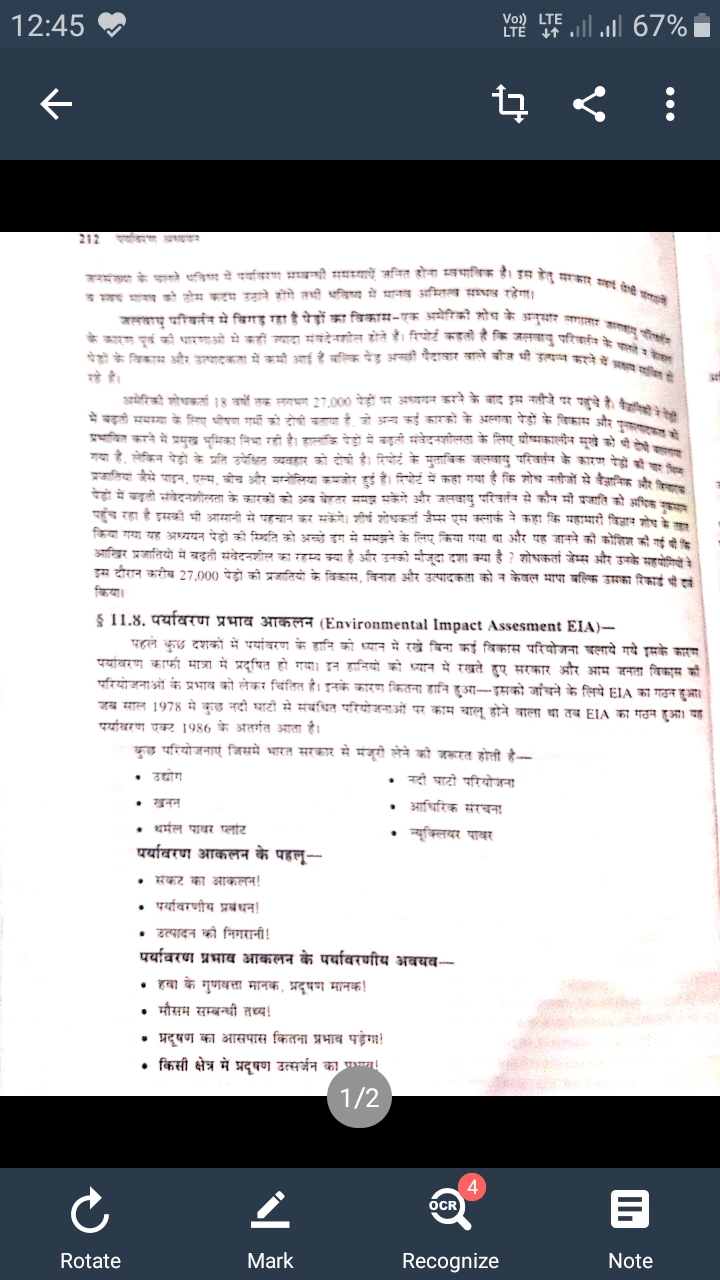 12:45
Vo)) LTE LTE 67%
212 पर्यावरण अध्ययन
जनसंख्या के चलते भविष्य में पर्यावरण सम्बन्धी समस्याएँ जनित होना स्वभाविक है। इस हेतु सरकार स्वयं सेवी
व स्वयं मानव को ठोस कदम उठाने होंगे तभी भविष्य में मानव अस्तित्व सम्भव रहेगा।
जलवायु परिवर्तन में बिगड़ रहा है पेड़ों का विकास—एक अमेरिकी शोध के अनुसार लगातार जलवायु परिवर्तन
के कारण पूर्व की धारणाओं में कहीं ज्यादा संवेदनशील होते हैं। रिपोर्ट कहती है कि जलवायु परिवर्तन के चलते न केवल
पेड़ों के विकास और उत्पादकता में कमी आई है बल्कि पेड़ अच्छी पैदावार वाले बीज भी उत्पन्न करने में
रहे हैं।
अमेरिकी शोधकर्ता 18 वर्षों तक लगभग 27,000 पेड़ों पर अध्ययन करने के बाद इस नतीजे पर पहुंचे हैं। वैज्ञानिकों ने पेड़ों
में बढ़ती समस्या के लिए भीषण गर्मी को दोषी बताया है, जो अन्य कई कारकों के अलावा पेड़ों के विकास और
प्रभावित करने में प्रमुख भूमिका निभा रही है। हालांकि पेड़ों में बढ़ती संवेदनशीलता के लिए ग्रीष्मकालीन सूखे को भी दोषी
गया है, लेकिन पेड़ों के प्रति उपेक्षित व्यवहार को दोषी है। रिपोर्ट के मुताबिक जलवायु परिवर्तन के कारण पेड़ों की चार
प्रजातियां जैसे पाइन, एल्म, बीच और मग्नोलिया कमजोर हुई हैं। रिपोर्ट में कहा गया है कि शोध नतीजों से वैज्ञानिक और
पेड़ों में बढ़ती संवेदनशीलता के कारकों को अब बेहतर समझ सकेंगे और जलवायु परिवर्तन से कौन सी प्रजाति को अधिक नुकसान
पहुँच रहा है इसकी भी आसानी से पहचान कर सकेंगे। शीर्ष शोधकर्ता जैम्स एस क्लार्क ने कहा कि महामारी विज्ञान शोध के तहत
किया गया यह अध्ययन पेड़ों की स्थिति को अच्छे ढंग से समझने के लिए किया गया था और यह जानने की कोशिश की गई थी कि
आखिर प्रजातियों में बढ़ती संवेदनशील का रहस्य क्या है और उनकी मौजूदा दशा क्या है ? शोधकर्ता जेम्स और उनके सहयोगियों ने
इस दौरान करीब 27,000 पेड़ों की प्रजातियों के विकास, विनाश और उत्पादकता को न केवल मापा बल्कि उसका रिकार्ड भी दर्ज
किया।
§ 11.8. पर्यावरण प्रभाव आकलन (Environmental Impact Assesment EIA)—
पहले कुछ दशकों में पर्यावरण के हानि को ध्यान में रखे बिना कई विकास परियोजना चलाये गये इसके कारण
पर्यावरण काफी मात्रा में प्रदूषित हो गया। इन हानियों को ध्यान में रखते हुए सरकार और आम जनता विकास की
परियोजनाओं के प्रभाव को लेकर चिंतित है। इनके कारण कितना हानि हुआ—इसको जाँचने के लिये EIA का गठन हुआ।
जब साल 1978 मे कुछ नदी घाटी से संबंधित परियोजनाओं पर काम चालू होने वाला था तब EIA का गठन हुआ। यह
पर्यावरण एक्ट 1986 के अंतर्गत आता है।
कुछ परियोजनाएं जिसमें भारत सरकार से मंजूरी लेने की जरूरत होती है—
• उद्योग
• नदी घाटी परियोजना
• खनन
• आधिरिक संरचना
• थर्मल पावर प्लांट
• न्यूक्लियर पावर
पर्यावरण आकलन के पहलू—
• संकट का आकलन!
• पर्यावरणीय प्रबंधन!
• उत्पादन की निगरानी!
पर्यावरण प्रभाव आकलन के पर्यावरणीय अवयव—
• हवा के गुणवत्ता मानक, प्रदूषण मानक!
• मौसम सम्बन्धी तथ्य!
• प्रदूषण का आसपास कितना प्रभाव पड़ेगा!
• किसी क्षेत्र मे प्रदूषण उत्सर्जन का प्रभाव!
1/2
OCR 4
Rotate Mark Recognize Note